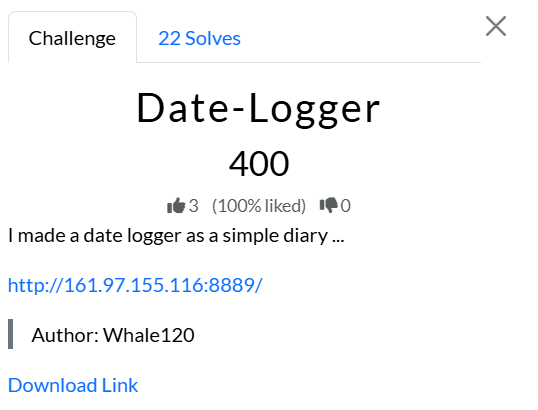 Challenge
22 Solves
Date-Logger
400
3 (100% liked) 0
I made a date logger as a simple diary ...
http://161.97.155.116:8889/
Author: Whale120
Download Link